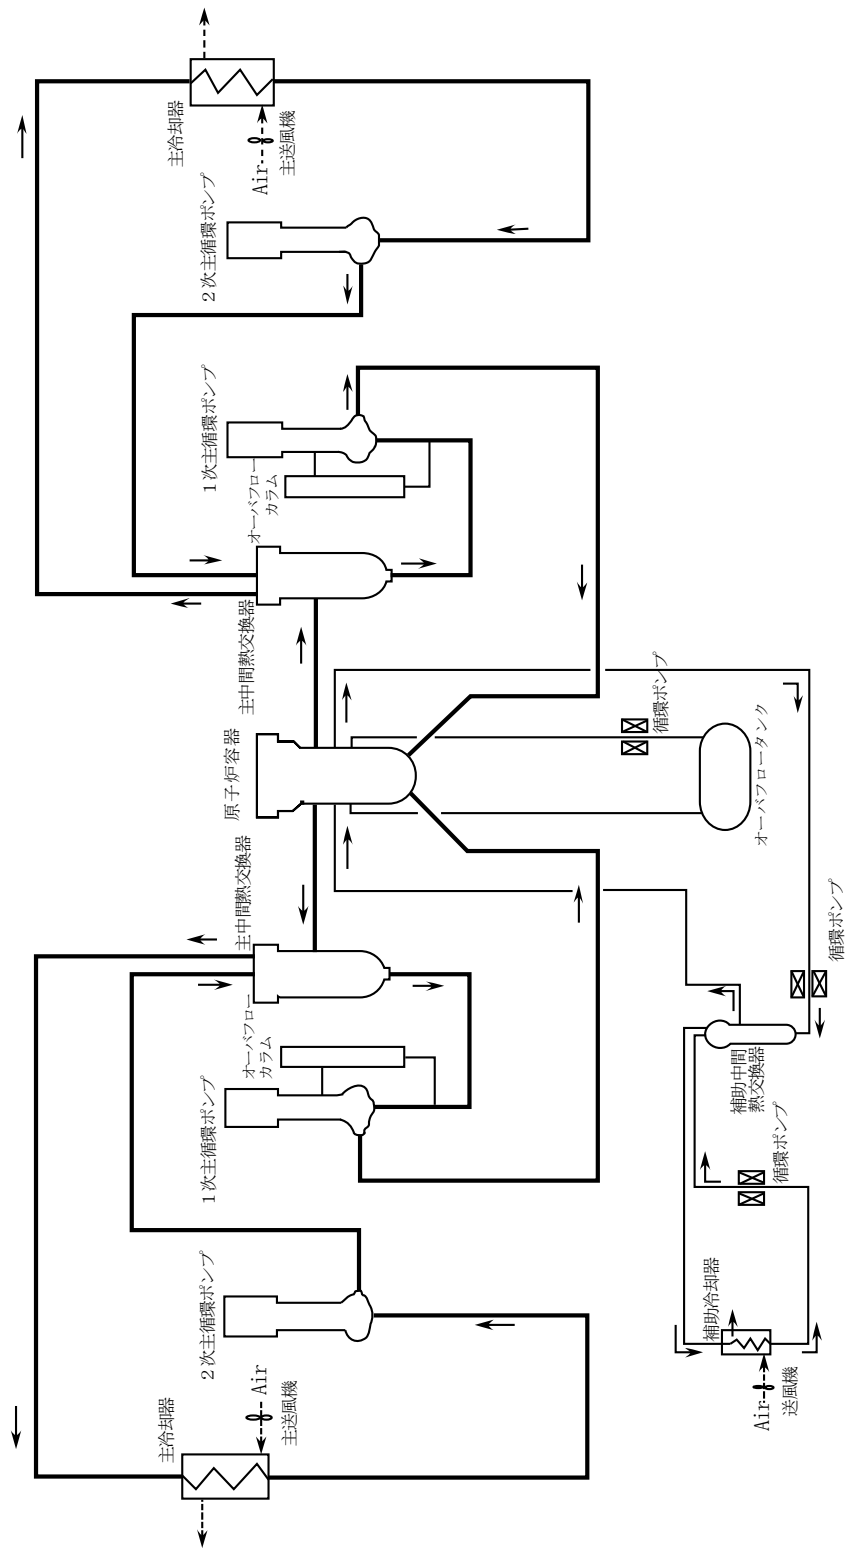 主冷却器
Air
主送風機
2次主循環ポンプ
1次主循環ポンプ
オーバフロー
カラム
主中間熱交換器
原子炉容器
循環ポンプ
オーバフロータンク
主中間熱交換器
オーバフロー
カラム
1次主循環ポンプ
2次主循環ポンプ
Air
主送風機
主冷却器
循環ポンプ
補助中間
熱交換器
循環ポンプ
補助冷却器
Air
送風機